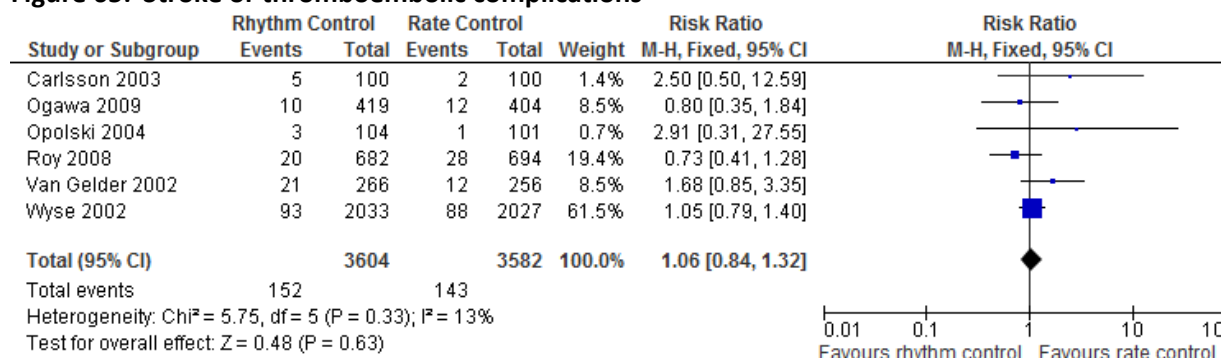 Figure 65: Stroke or thromboembolic complications
Rhythm Control Rate Control Risk Ratio Risk Ratio
Study or Subgroup Events Total Events Total Weight M-H, Fixed, 95% CI M-H, Fixed, 95% CI
Carlsson 2003 5 100 2 100 1.4% 2.50 [0.50, 12.59]
Ogawa 2009 10 419 12 404 8.5% 0.80 [0.35, 1.84]
Opolski 2004 3 104 1 101 0.7% 2.91 [0.31, 27.55]
Roy 2008 20 682 28 694 19.4% 0.73 [0.41, 1.28]
Van Gelder 2002 21 266 12 256 8.5% 1.68 [0.85, 3.35]
Wyse 2002 93 2033 88 2027 61.5% 1.05 [0.79, 1.40]
Total (95% CI) 3604 3582 100.0% 1.06 [0.84, 1.32]
Total events 152 143
Heterogeneity: Chi² = 5.75, df = 5 (P = 0.33); I² = 13%
Test for overall effect: Z = 0.48 (P = 0.63)
0.01 0.1 1 10 10
Favours rhythm control Favours rate control